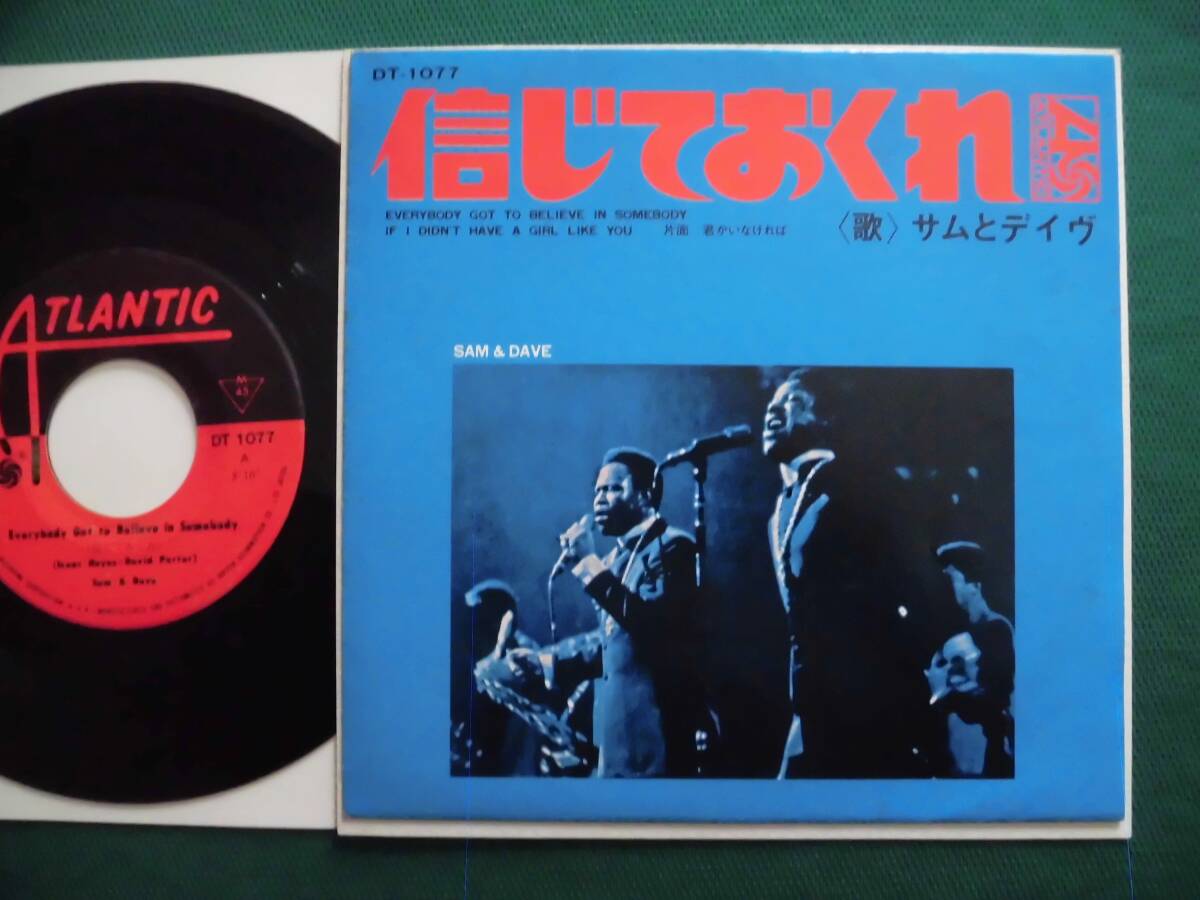 DT-1077
信じておくれ
EVERYBODY GOT TO BELIEVE IN SOMEBODY
IF I DIDN'T HAVE A GIRL LIKE YOU 片面 君がいなければ
〈歌〉サムとデイヴ
SAM & DAVE
ATLANTIC
M
45
DT 1077
A
Everybody Got to Believe in Somebody
(Isaac Hayes-David Porter)
Sam & Dave